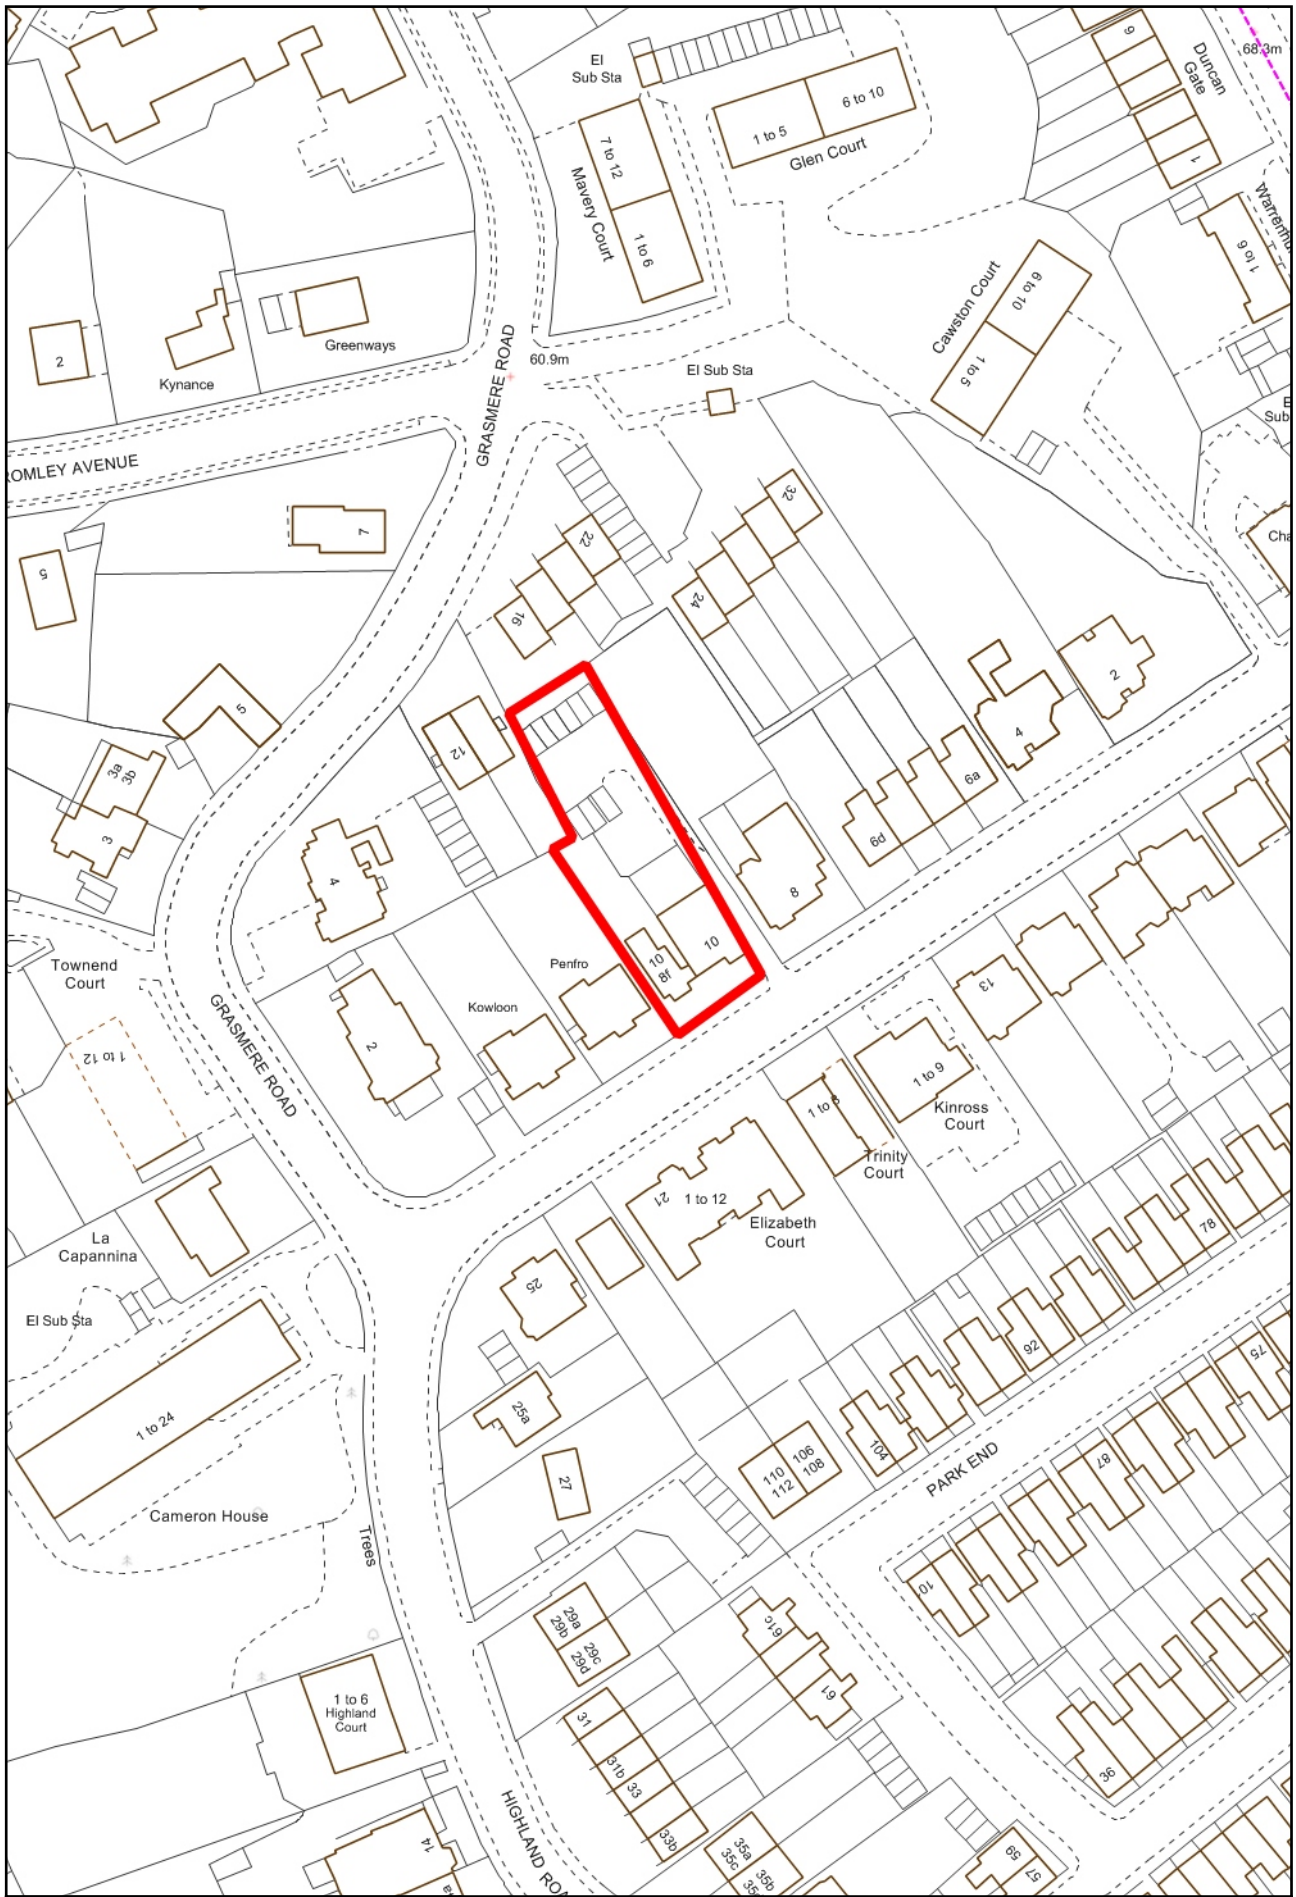 El
Sub Sta
6 to 10
1 to 5
Glen Court
7 to 12
1 to 6
Mavery Court
9
1
Duncan
Gate
68.3m
1 to 6
Cawston Court
6 to 10
1 to 5
2
Kynance
Greenways
GRASMERE ROAD
60.9m
El Sub Sta
E
Sub
ROMLEY AVENUE
7
5
16
22
24
32
Cha
5
3a
3b
3
12
4
2
4
6a
6d
8
10
10
8f
Penfro
Kowloon
2
Townend
Court
1 to 12
GRASMERE ROAD
13
1 to 9
Kinross
Court
1 to 8
Trinity
Court
21
1 to 12
Elizabeth
Court
La
Capannina
El Sub Sta
25
25a
27
78
92
104
106
108
110
112
PARK END
75
87
101
1 to 24
Cameron House
Trees
29a
29b
29c
29d
61c
61
1 to 6
Highland
Court
31
31b
33
33b
36
14
HIGHLAND ROA
35a
35c
35b
59
57